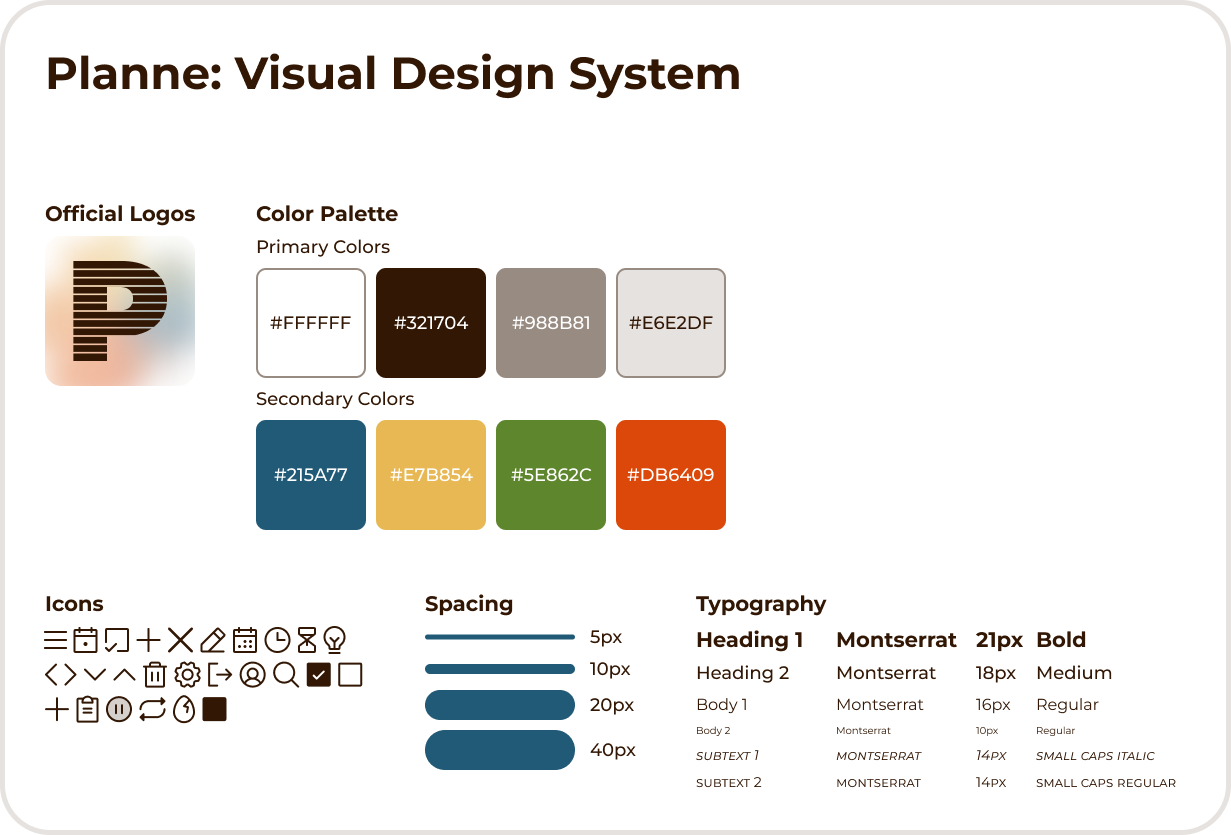 Planne: Visual Design System
Official Logos
P
Color Palette
Primary Colors
#FFFFFF #321704 #988B81 #E6E2DF
Secondary Colors
#215A77 #E7B854 #5E862C #DB6409
Icons
Spacing
5px
10px
20px
40px
Typography
Heading 1 Montserrat 21px Bold
Heading 2 Montserrat 18px Medium
Body 1 Montserrat 16px Regular
Body 2 Montserrat 10px Regular
SUBTEXT 1 MONTSERRAT 14PX SMALL CAPS ITALIC
SUBTEXT 2 MONTSERRAT 14PX SMALL CAPS REGULAR